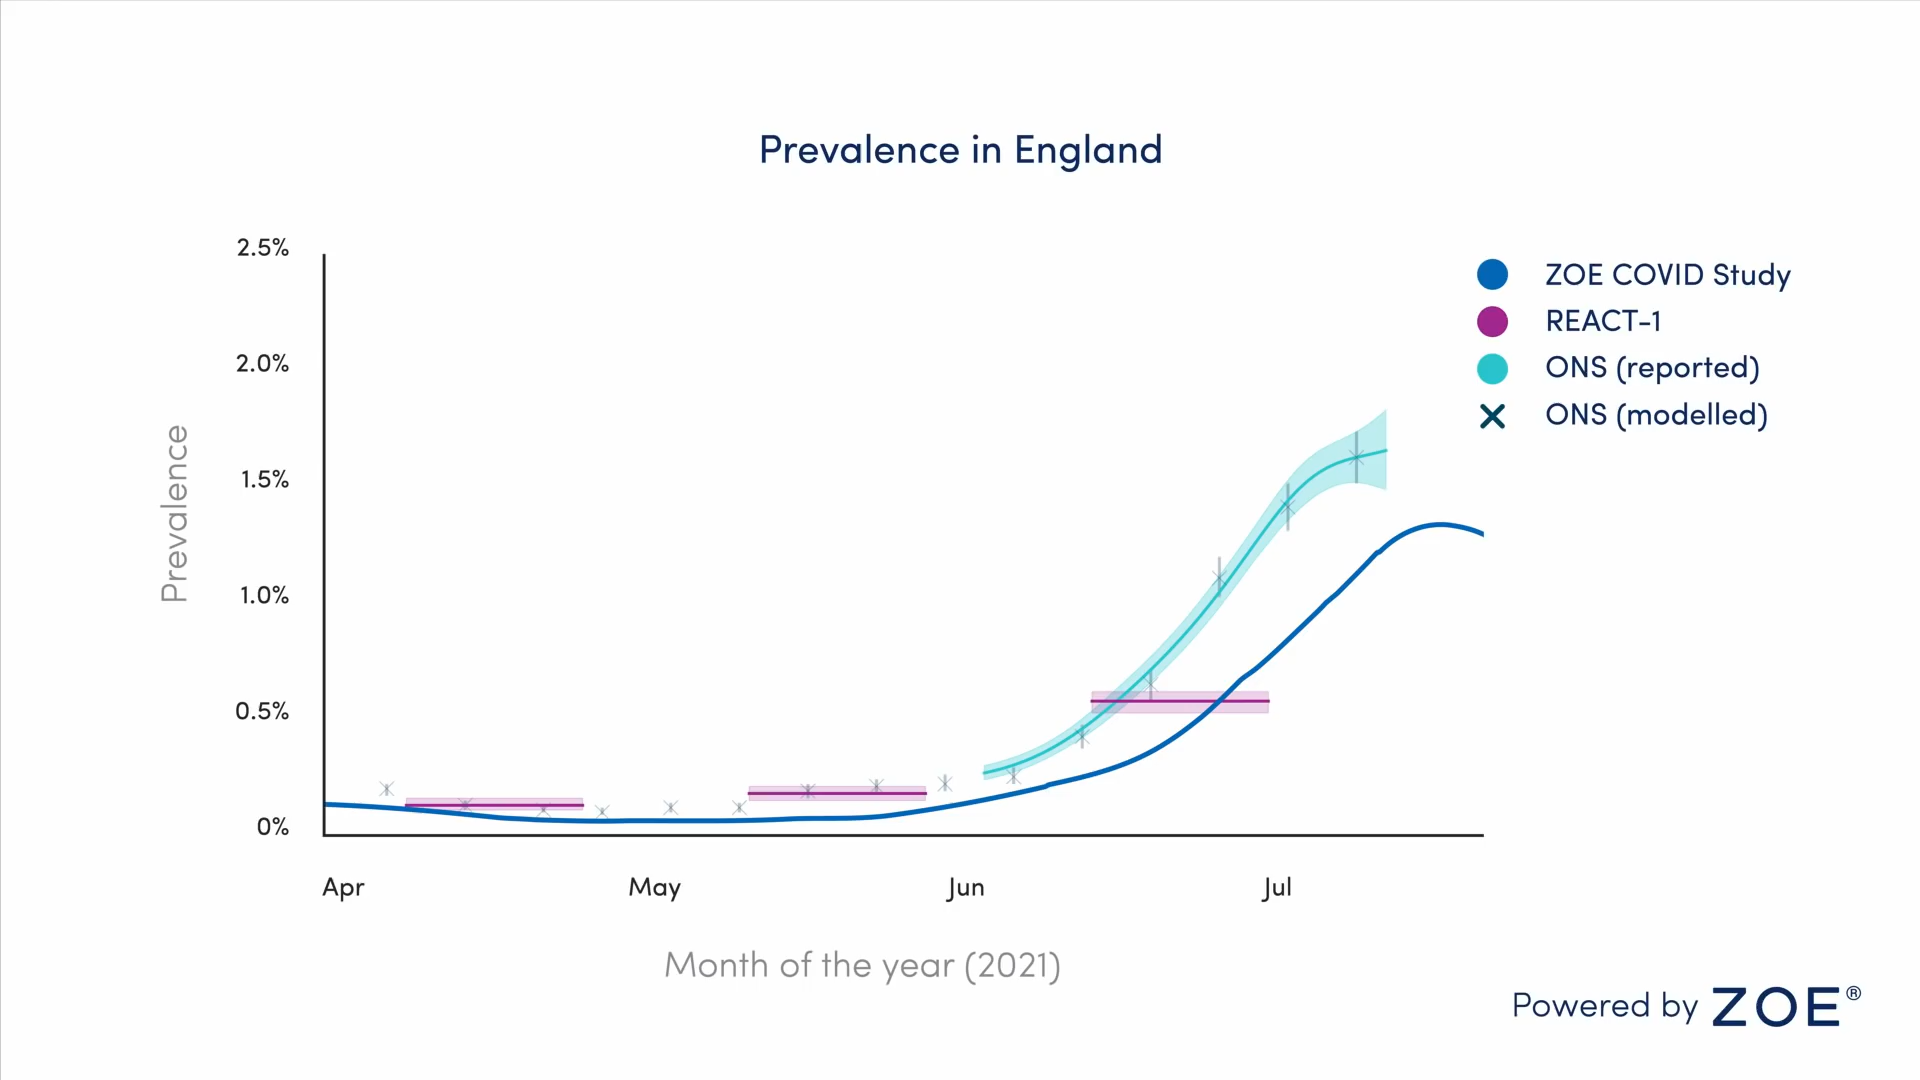 Prevalence in England
2.5%
2.0%
1.5%
1.0%
0.5%
0%
Prevalence
Apr
May
Jun
Jul
Month of the year (2021)
ZOE COVID Study
REACT-1
ONS (reported)
ONS (modelled)
Powered by ZOE®